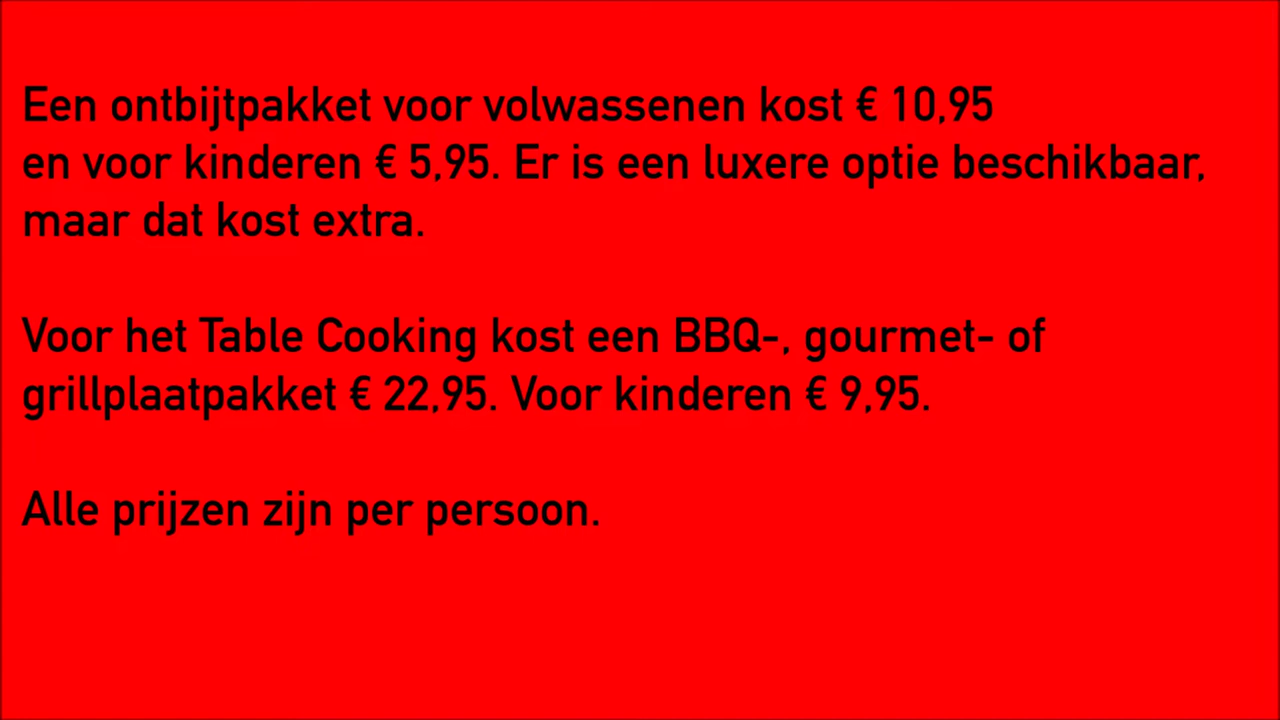 Een ontbijtpakket voor volwassenen kost € 10,95
en voor kinderen € 5,95. Er is een luxere optie beschikbaar,
maar dat kost extra.
Voor het Table Cooking kost een BBQ-, gourmet- of
grillplaatpakket € 22,95. Voor kinderen € 9,95.
Alle prijzen zijn per persoon.